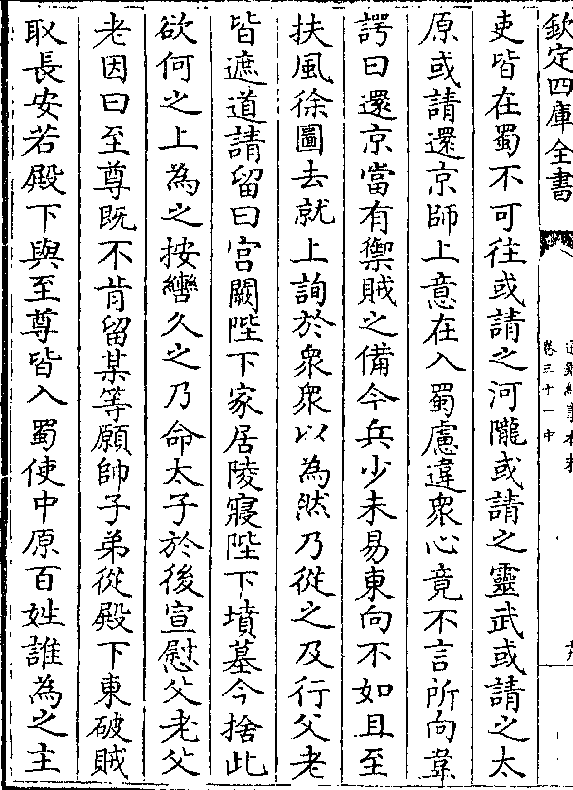 欽定四庫全書
卷三十一中
吏皆在蜀不可往或請之河隴或請之靈武或請之太
原或請還京師上意在入蜀慮違衆心竟不言所向韋
諤曰還京當有禦賊之備今兵少未易東向不如且至
扶風徐圖去就上詢於衆衆以為然乃從之及行父老
皆遮道請留曰宫闕陛下家居陵寢陛下墳墓今捨此
欲何之上為之按轡久之乃命太子於後宣慰父老父
老因曰至尊既不肯留某等願帥子弟從殿下東破賊
取長安若殿下與至尊皆入蜀使中原百姓誰為之主